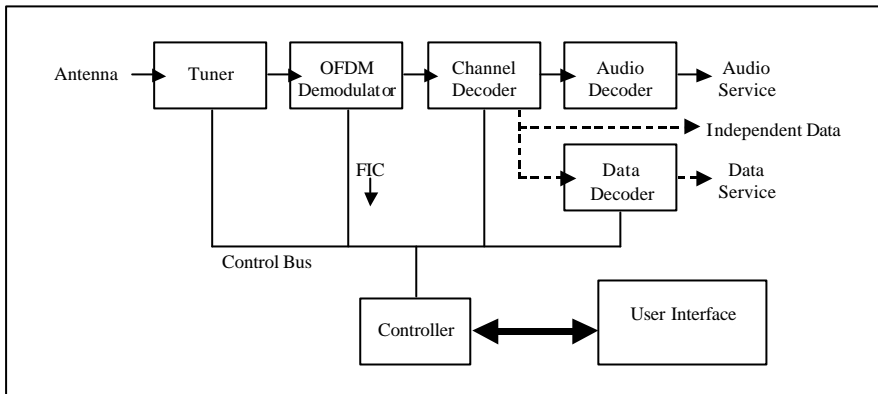 Antenna
Tuner
OFDM
Demodulator
Channel
Decoder
Audio
Decoder
Audio
Service
Independent Data
FIC
Data
Decoder
Data
Service
Control Bus
Controller
User Interface